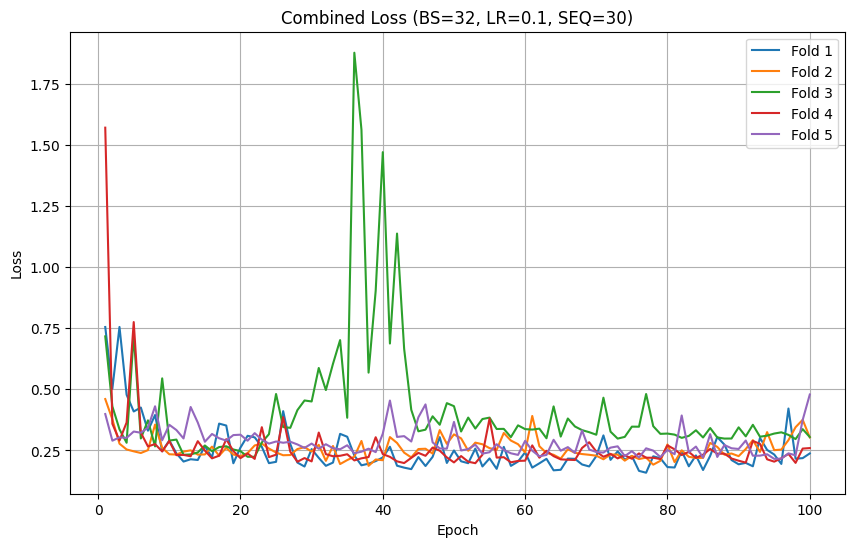 Combined Loss (BS=32, LR=0.1, SEQ=30)
Fold 1
Fold 2
Fold 3
Fold 4
Fold 5
Loss
1.75
1.50
1.25
1.00
0.75
0.50
0.25
0 20 40 60 80 100
Epoch